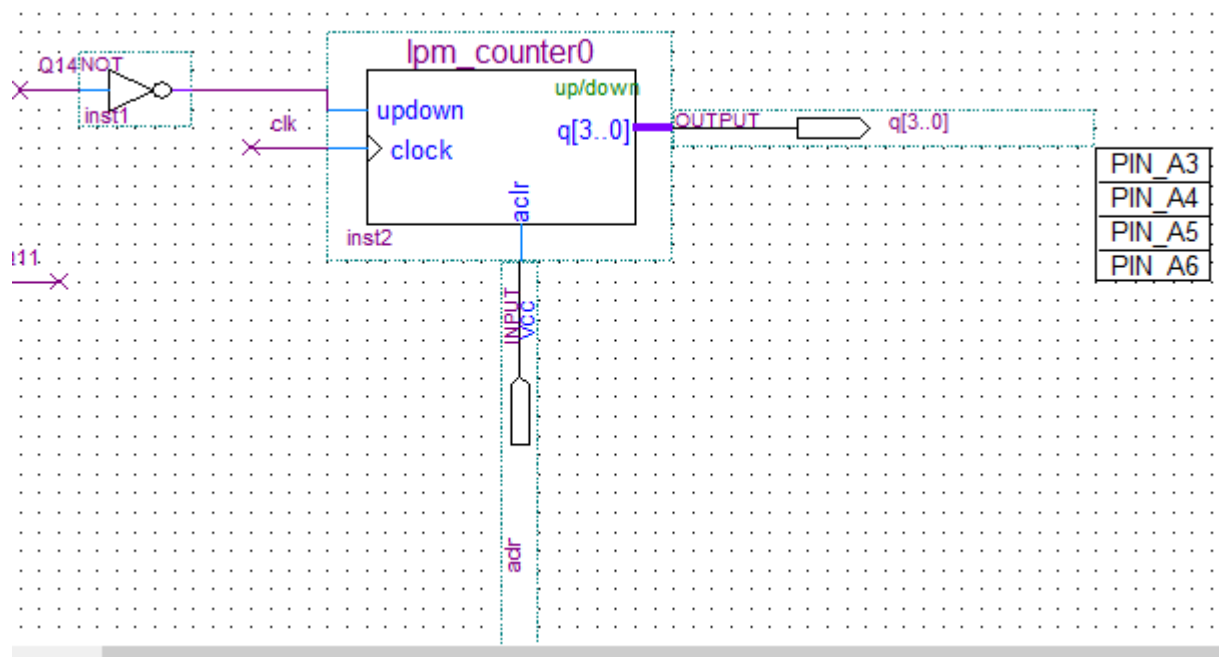 lpm_counter0
Q14 NOT
up/down
updown
OUTPUT
q[3..0]
inst1
clk
q[3..0]
clock
PIN_A3
aclr
PIN_A4
inst2
PIN_A5
PIN_A6
INPUT
VCC